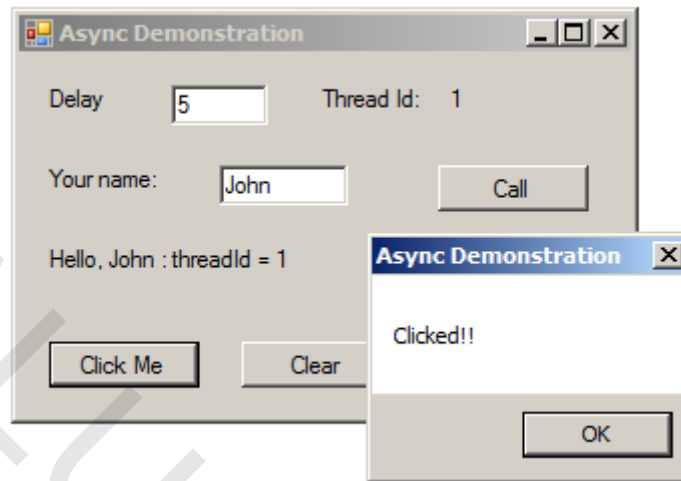 Async Demonstration
Delay 5 Thread Id: 1
Your name: John Call
Hello, John : threadId = 1
Click Me Clear
Async Demonstration
Clicked!!
OK